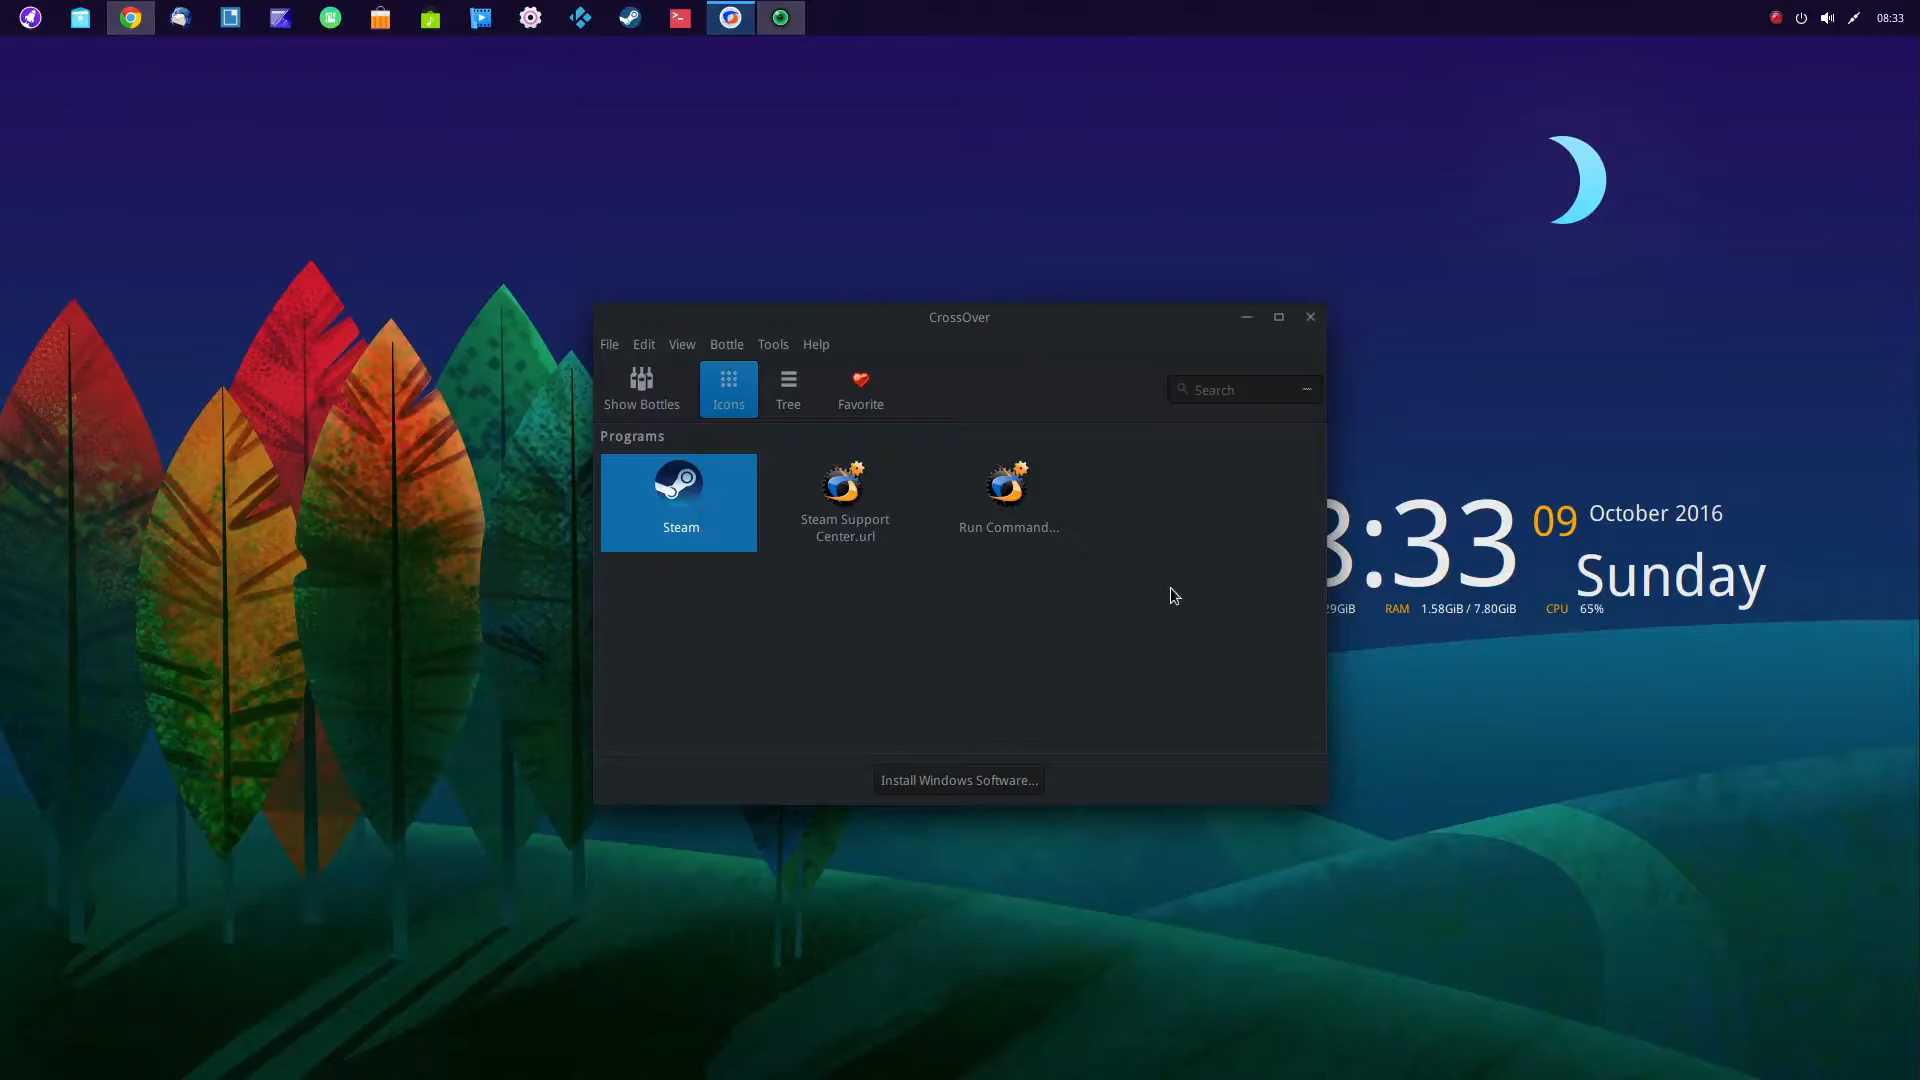 08:33
CrossOver
File Edit View Bottle Tools Help
Show Bottles Icons Tree Favorite Search
Programs
Steam
Steam Support
Center.url
Run Command...
Install Windows Software...
:33 09 October 2016
Sunday
9GiB RAM 1.58GiB / 7.80GiB CPU 65%